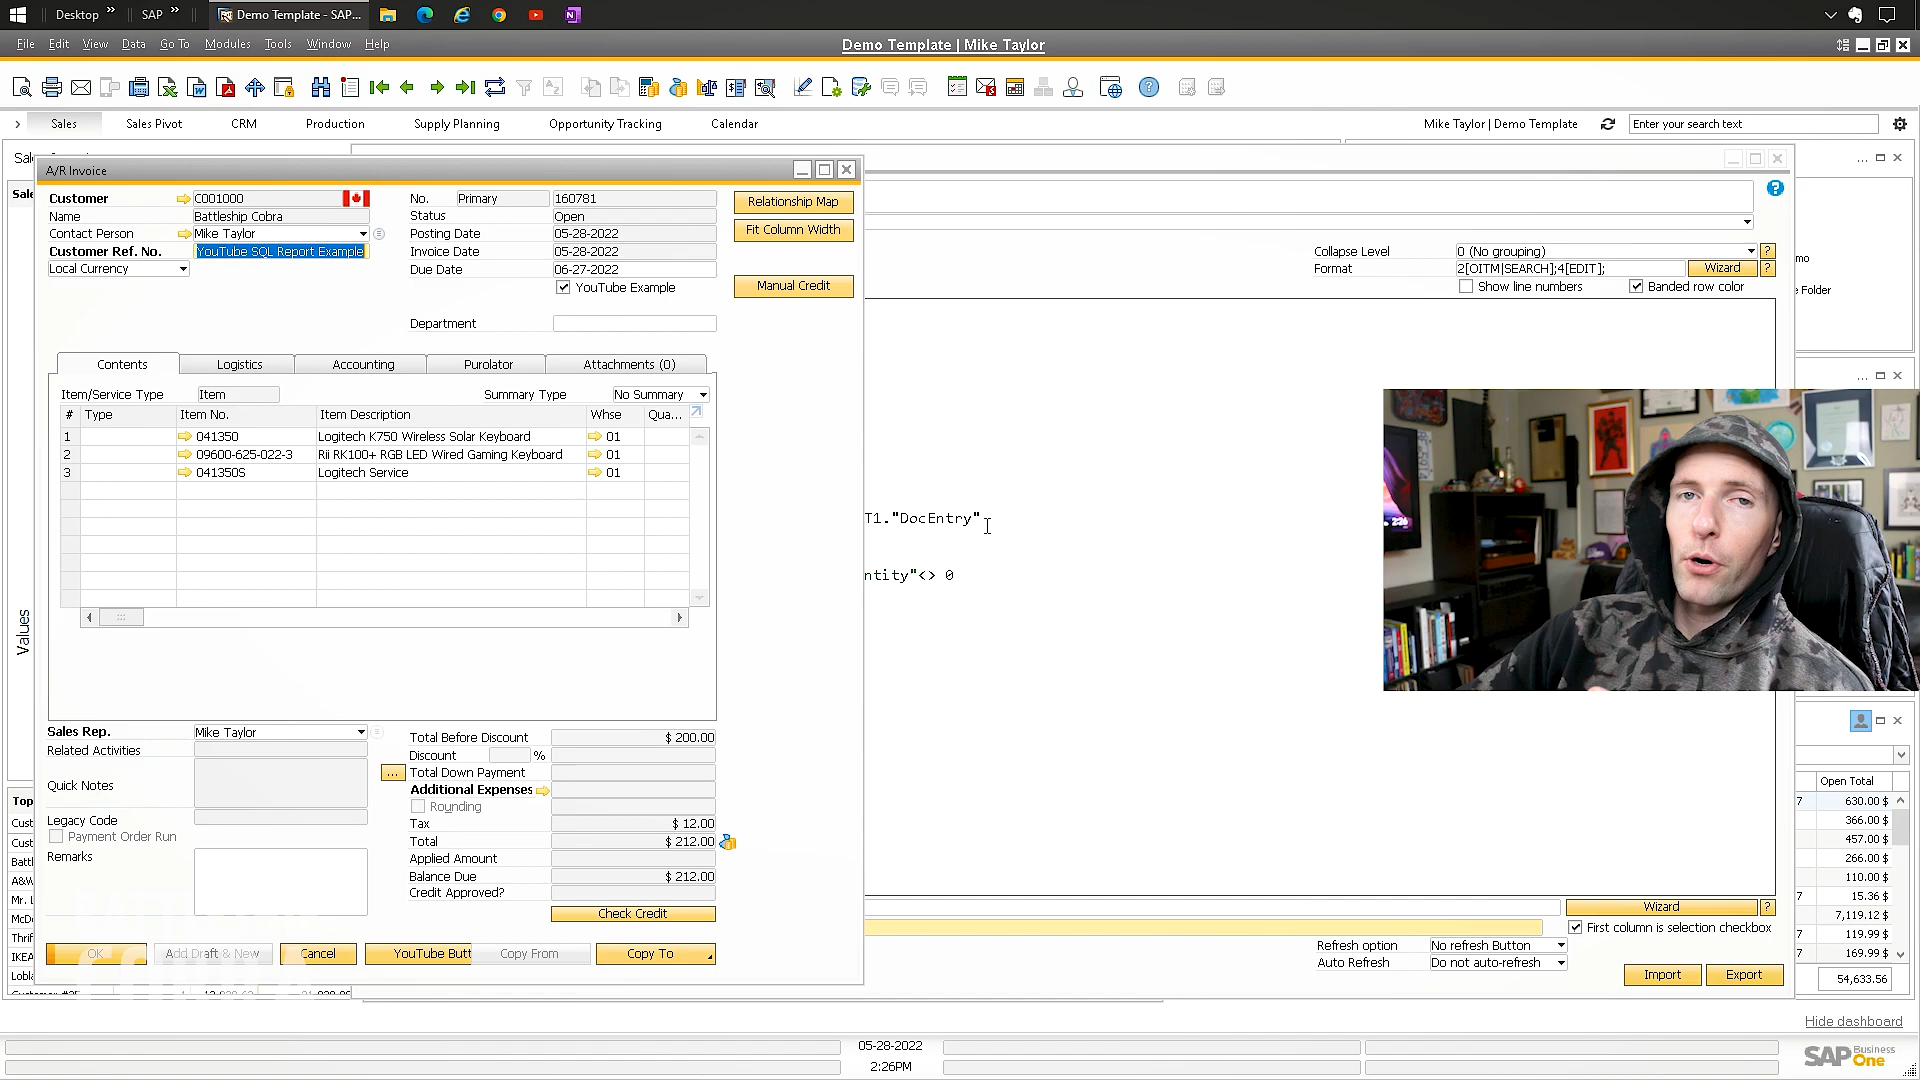 Desktop » SAP » Demo Template - SAP...
File Edit View Data Go To Modules Tools Window Help
Demo Template | Mike Taylor
Sales Sales Pivot CRM Production Supply Planning Opportunity Tracking Calendar
Mike Taylor | Demo Template
Enter your search text
A/R Invoice
Customer C001000
Name Battleship Cobra
Contact Person Mike Taylor
Customer Ref. No. YouTube SQL Report Example
Local Currency
No. Primary 160781
Status Open
Posting Date 05-28-2022
Invoice Date 05-28-2022
Due Date 06-27-2022
YouTube Example
Department
Relationship Map
Fit Column Width
Manual Credit
Collapse Level 0 (No grouping) ?
Format 2[OITM|SEARCH];4[EDIT]; Wizard ?
Show line numbers Banded row color
Contents Logistics Accounting Purolator Attachments (0)
Item/Service Type Item Summary Type No Summary
# Type Item No. Item Description Whse Qua...
1 041350 Logitech K750 Wireless Solar Keyboard 01
2 09600-625-022-3 Rii RK100+ RGB LED Wired Gaming Keyboard 01
3 041350S Logitech Service 01
T1."DocEntry"
ntity"<> 0
Values
Sales Rep. Mike Taylor
Related Activities
Quick Notes
Legacy Code
Payment Order Run
Remarks
Total Before Discount $ 200.00
Discount %
... Total Down Payment
Additional Expenses
Rounding
Tax $ 12.00
Total $ 212.00
Applied Amount
Balance Due $ 212.00
Credit Approved?
Check Credit
OK Add Draft & New Cancel YouTube Butt Copy From Copy To
Wizard ?
First column is selection checkbox
Refresh option No refresh Button
Auto Refresh Do not auto-refresh
Import Export
Open Total
7 630.00 $
366.00 $
457.00 $
266.00 $
110.00 $
7 15.36 $
7,119.12 $
119.99 $
7 169.99 $
54,633.56
Hide dashboard
05-28-2022
2:26PM
SAP Business One